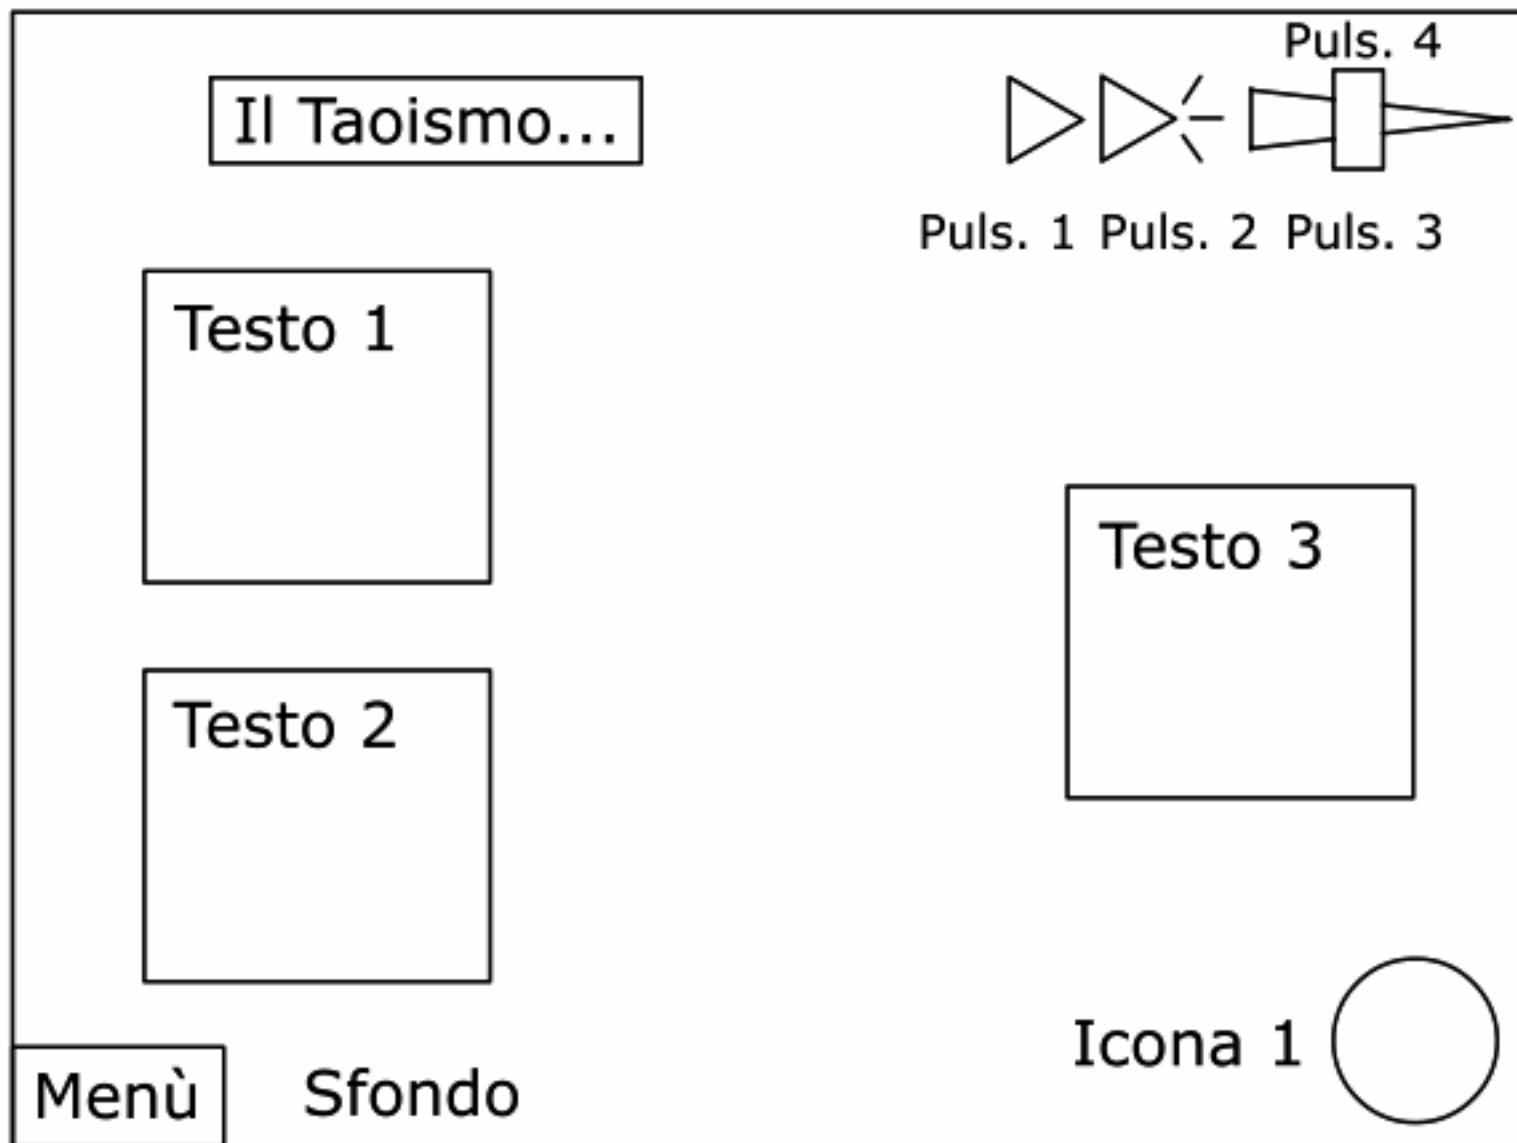 Puls. 4
Il Taoismo...
Puls. 1 Puls. 2 Puls. 3
Testo 1
Testo 3
Testo 2
Icona 1
Menù Sfondo